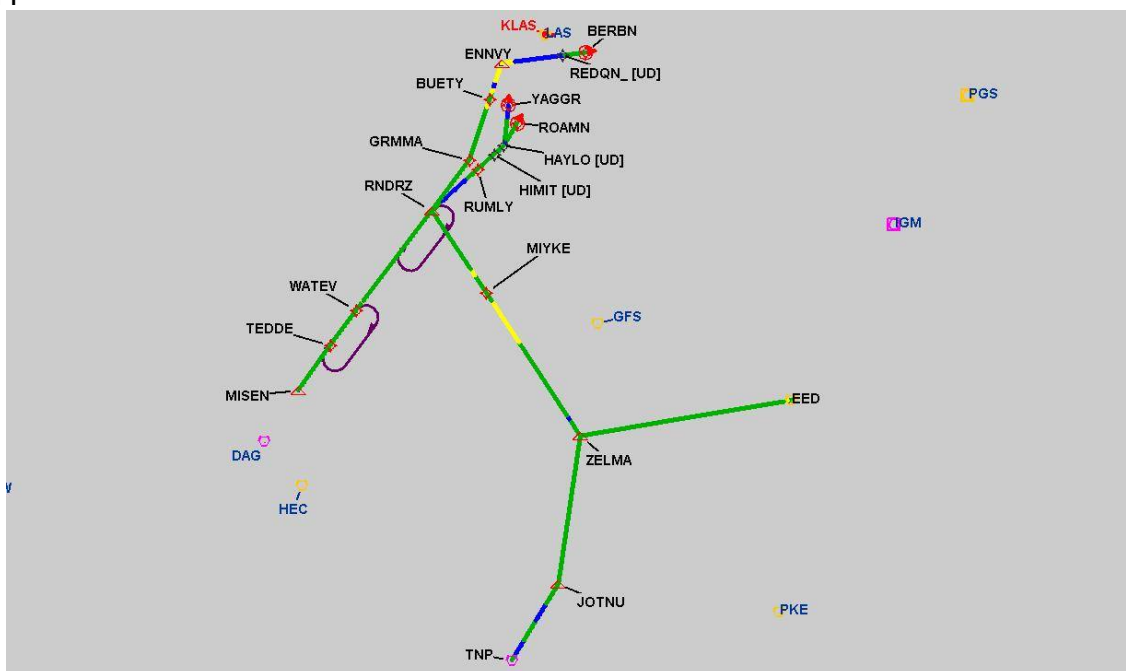 KLAS
LAS
BERBN
ENNVY
REDQN_ [UD]
BUETY
YAGGR
PGS
ROAMN
GRMMA
HAYLO [UD]
HIMIT [UD]
RNDRZ
RUMLY
IGM
MIYKE
WATEV
GFS
TEDDE
MISEN
EED
DAG
ZELMA
HEC
JOTNU
PKE
TNP